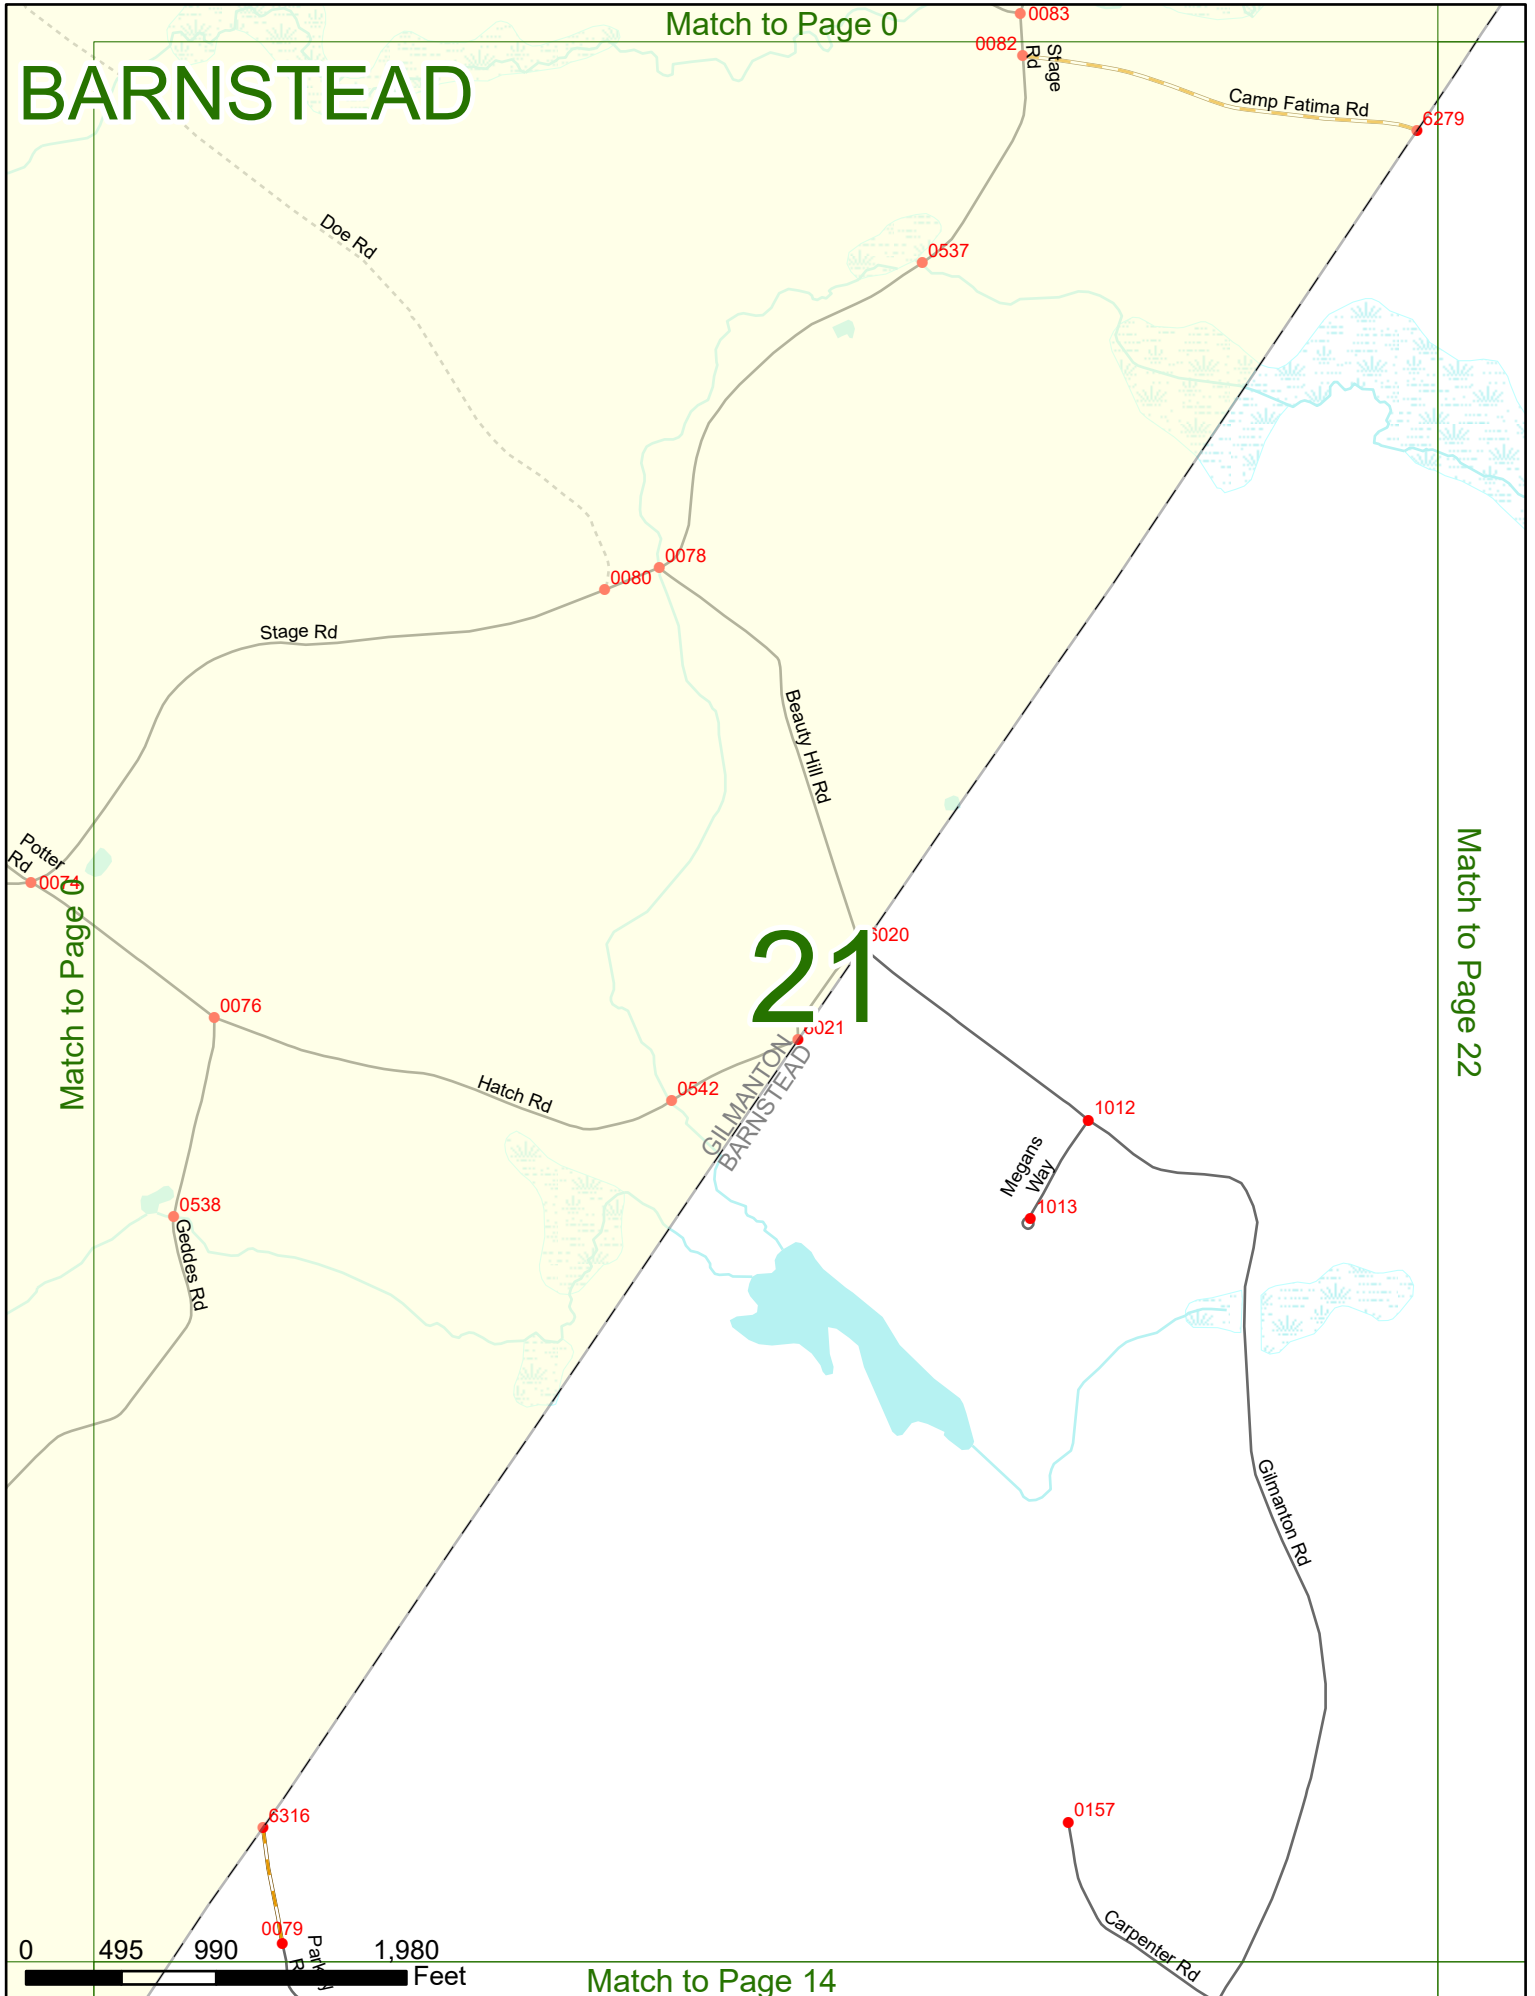 Match to Page 0
BARNSTEAD
0083
0082
Stage
Rd
Camp Fatima Rd
6279
Doe Rd
0537
0078
0080
Stage Rd
Beauty Hill Rd
Potter
Rd
0074
Match to Page 0
Match to Page 22
21
6020
6021
0076
Hatch Rd
0542
GILMANTON
BARNSTEAD
1012
Megans
Way
1013
0538
Geddes Rd
Gilmanton Rd
6316
0157
0079
Carpenter Rd
0 495 990 1,980
Feet
Match to Page 14